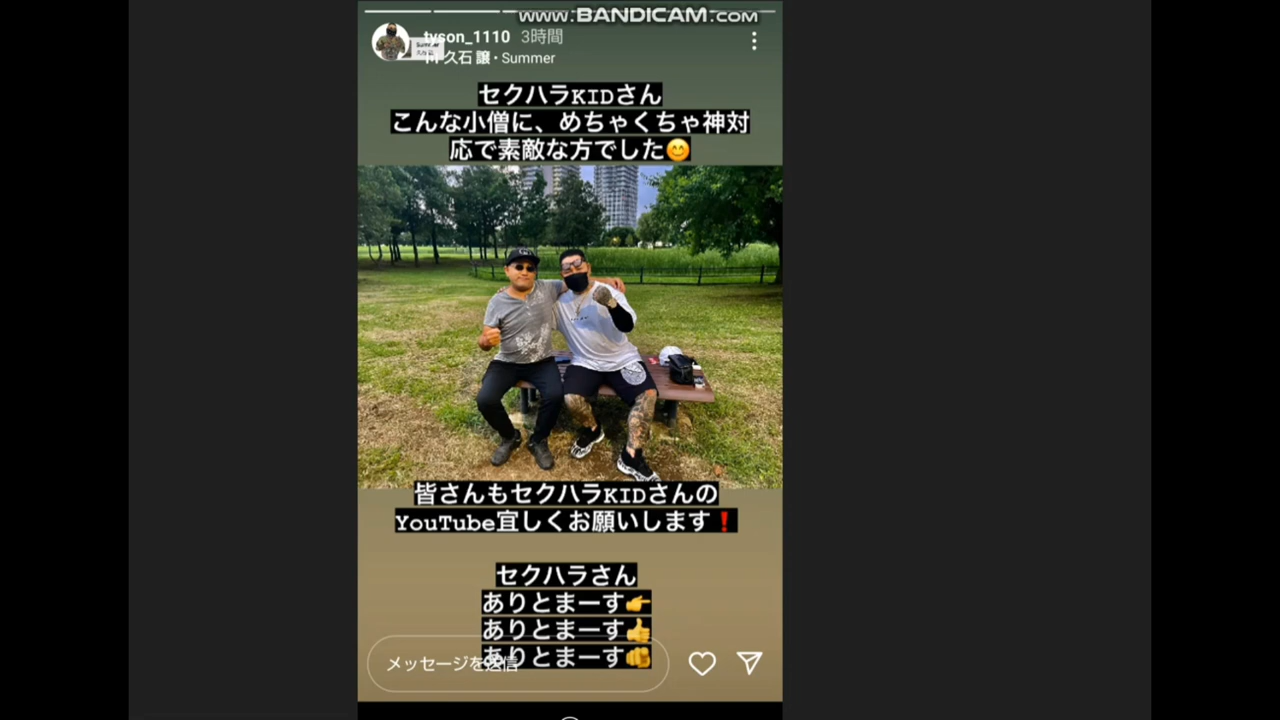 www.BANDICAM.com
tyson_1110 3時間
久石 譲・Summer
セクハラKIDさん
こんな小僧に、めちゃくちゃ神対
応で素敵な方でした😊
皆さんもセクハラKIDさんの
YouTube宜しくお願いします❗
セクハラさん
ありとまーす👉
ありとまーす👍
ありとまーす🫵
メッセージを送信